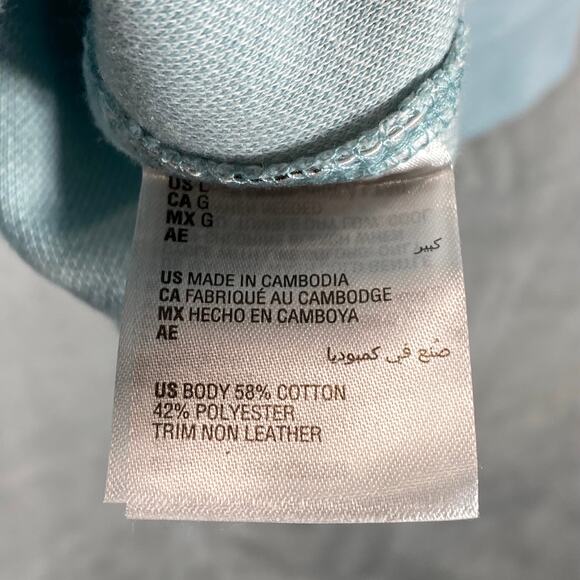 US L
CA G
MX G
AE
كبير
US MADE IN CAMBODIA
CA FABRIQUÉ AU CAMBODGE
MX HECHO EN CAMBOYA
AE
صُنع في كمبوديا
US BODY 58% COTTON
42% POLYESTER
TRIM NON LEATHER